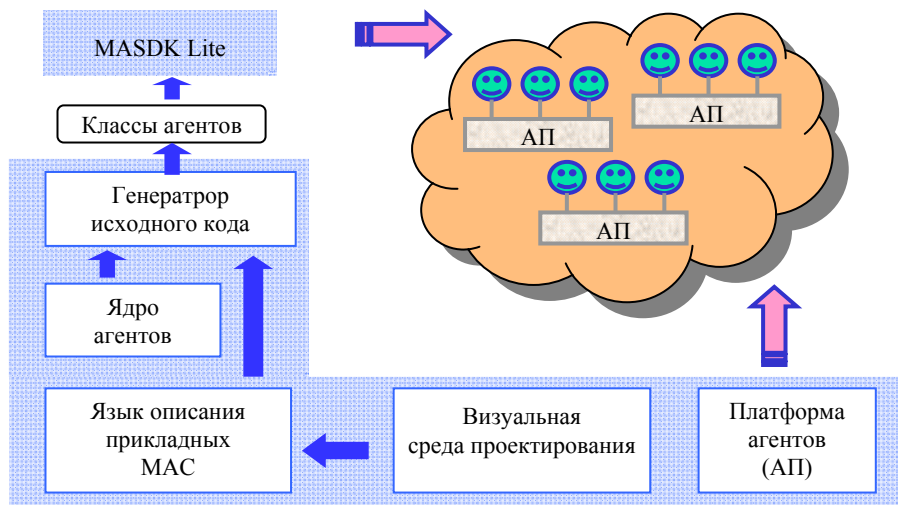 MASDK Lite
Классы агентов
Генератрор
исходного кода
Ядро
агентов
Язык описания
прикладных
МАС
Визуальная
среда проектирования
Платформа
агентов
(АП)
АП
АП
АП